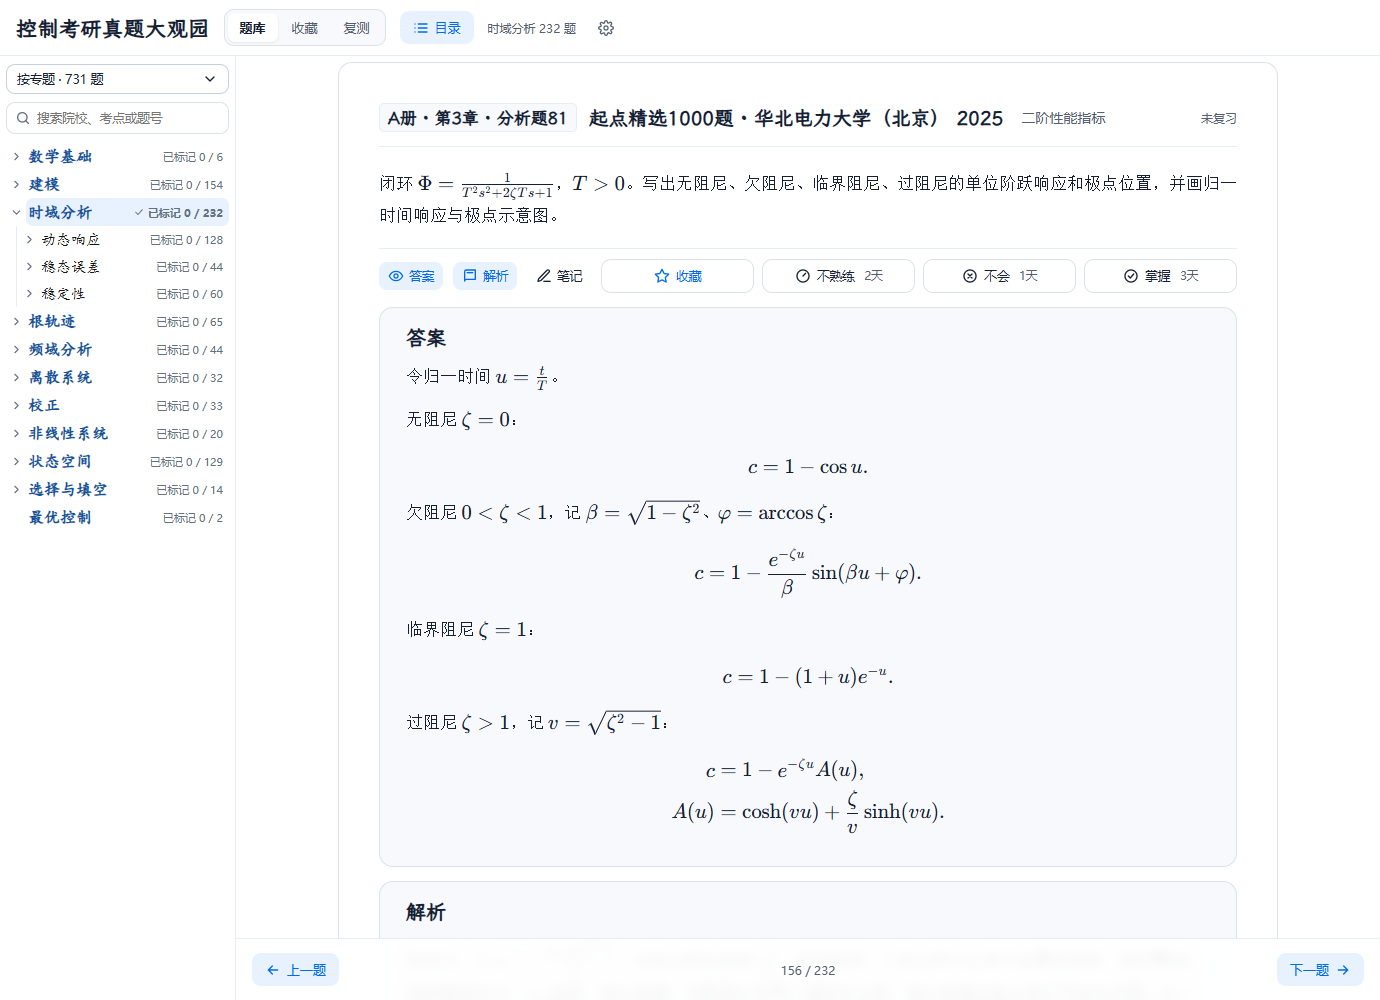 控制考研真题大观园
题库 收藏 复测
目录
时域分析 232 题
按专题 · 731 题
搜索院校、考点或题号
数学基础 已标记 0 / 6
建模 已标记 0 / 154
时域分析 已标记 0 / 232
动态响应 已标记 0 / 128
稳态误差 已标记 0 / 44
稳定性 已标记 0 / 60
根轨迹 已标记 0 / 65
频域分析 已标记 0 / 44
离散系统 已标记 0 / 32
校正 已标记 0 / 33
非线性系统 已标记 0 / 20
状态空间 已标记 0 / 129
选择与填空 已标记 0 / 14
最优控制 已标记 0 / 2
A册 · 第3章 · 分析题81 起点精选1000题 · 华北电力大学（北京） 2025 二阶性能指标 未复习
闭环 Φ = 1/(T²s²+2ζTs+1)，T > 0。写出无阻尼、欠阻尼、临界阻尼、过阻尼的单位阶跃响应和极点位置，并画归一
时间响应与极点示意图。
答案 解析 笔记 收藏 不熟练 2天 不会 1天 掌握 3天
答案
令归一时间 u = t/T。
无阻尼 ζ = 0：
c = 1 − cos u.
欠阻尼 0 < ζ < 1，记 β = √(1 − ζ²)、φ = arccos ζ：
c = 1 − e^{−ζu}/β sin(βu + φ).
临界阻尼 ζ = 1：
c = 1 − (1 + u)e^{−u}.
过阻尼 ζ > 1，记 v = √(ζ² − 1)：
c = 1 − e^{−ζu}A(u),
A(u) = cosh(vu) + ζ/v sinh(vu).
解析
上一题 156 / 232 下一题